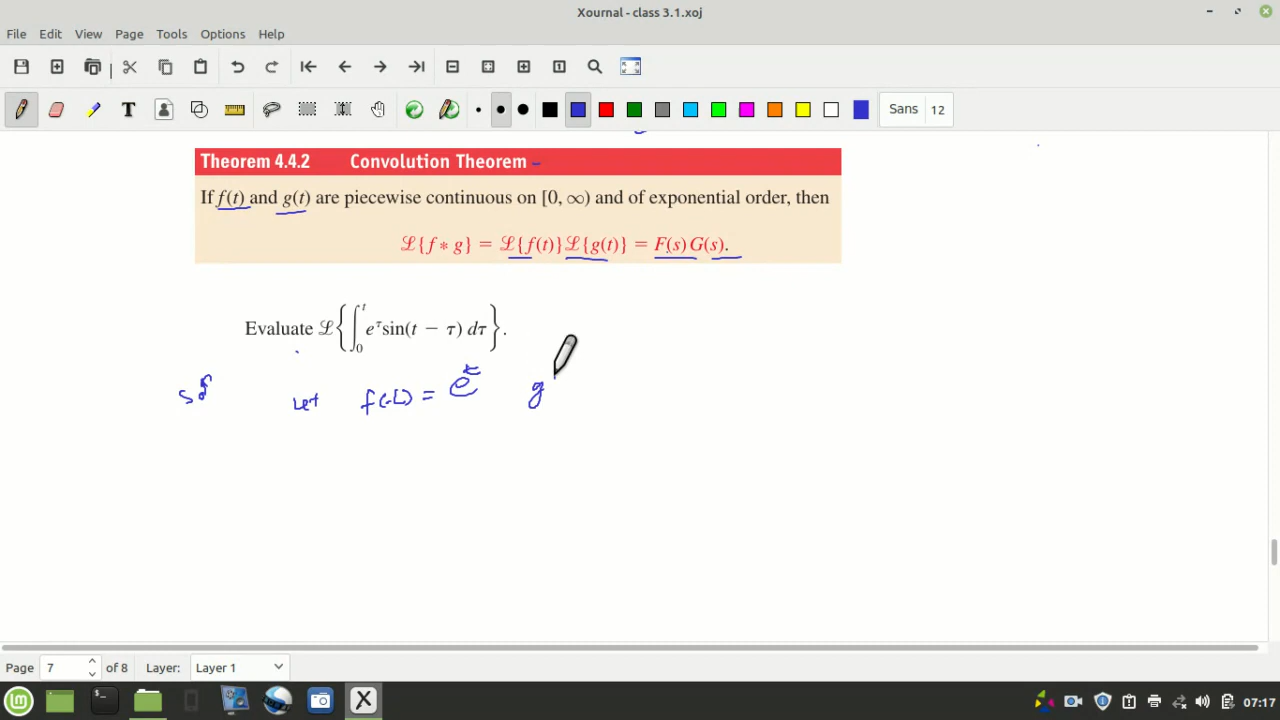 Xournal - class 3.1.xoj
File Edit View Page Tools Options Help
Sans 12
Theorem 4.4.2 Convolution Theorem
If f(t) and g(t) are piecewise continuous on [0, ∞) and of exponential order, then
ℒ{f * g} = ℒ{f(t)}ℒ{g(t)} = F(s)G(s).
Evaluate ℒ{∫₀ᵗ e^τ sin(t − τ) dτ}.
Let f(t) = e^t g
Page 7 of 8 Layer: Layer 1
07:17